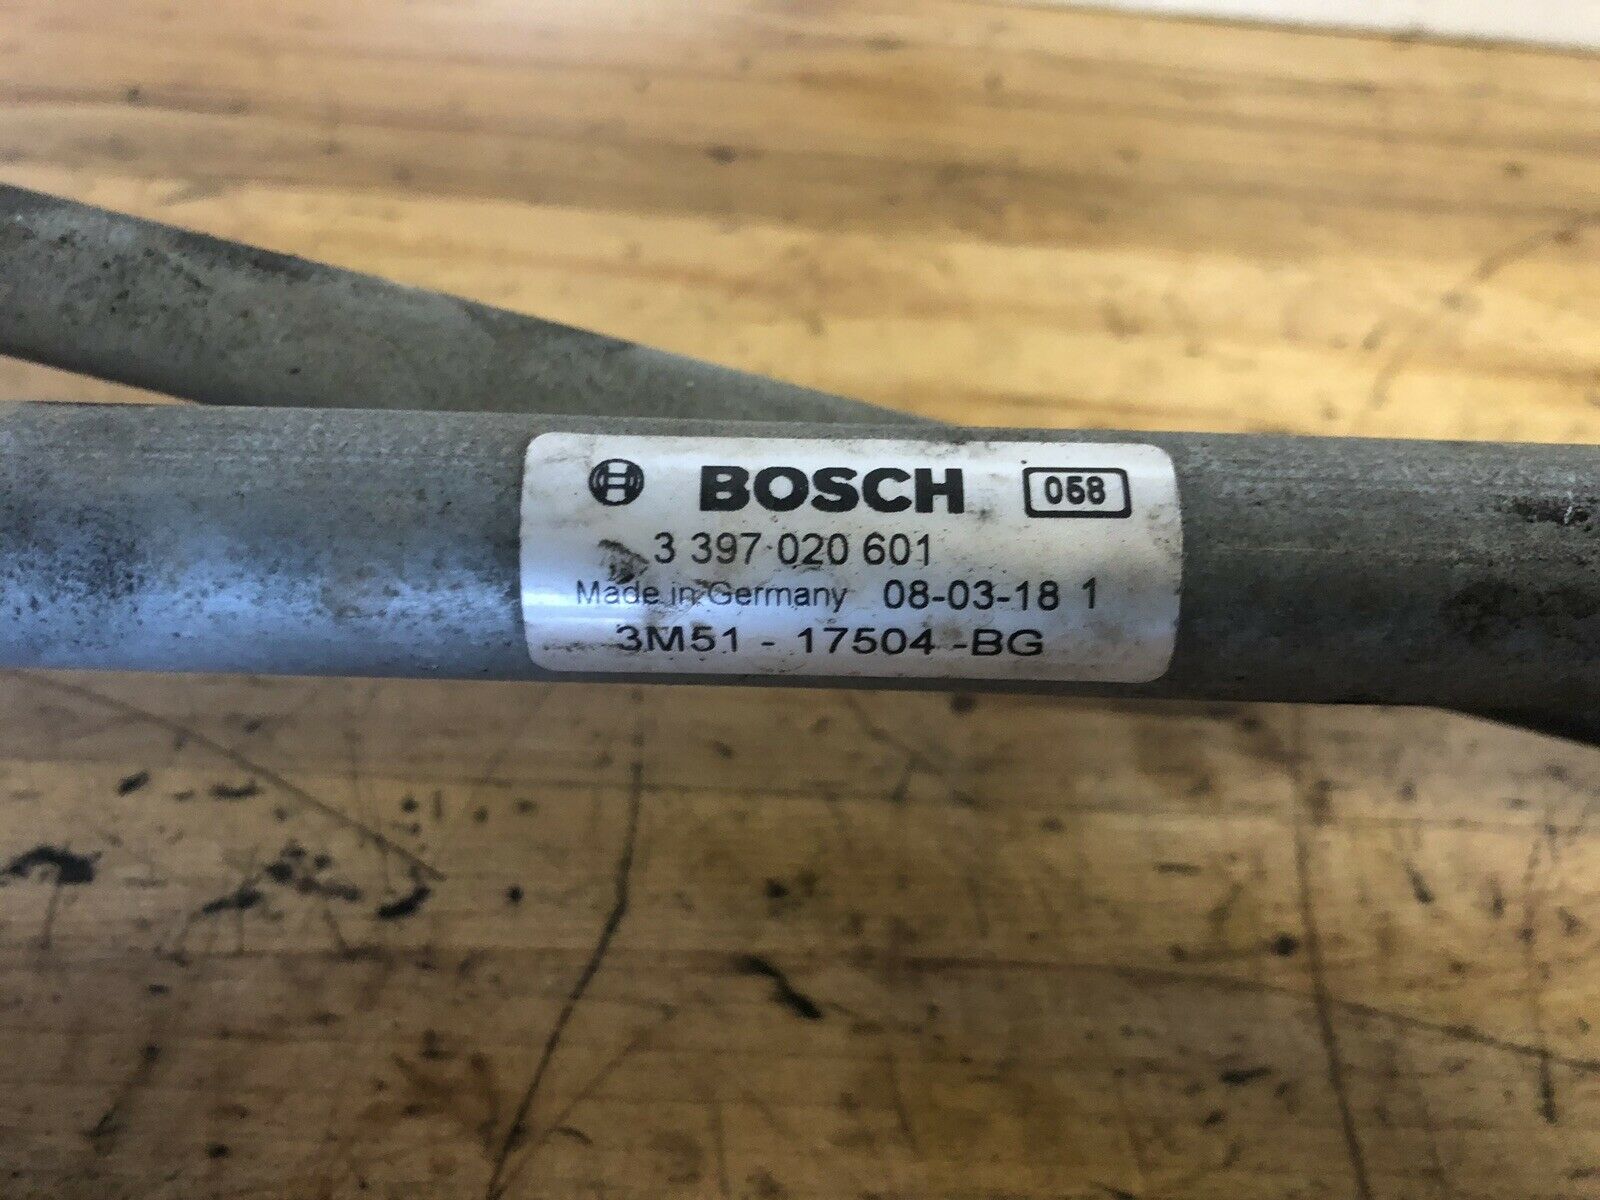 BOSCH 058
3 397 020 601
Made in Germany 08-03-18 1
3M51 - 17504 -BG